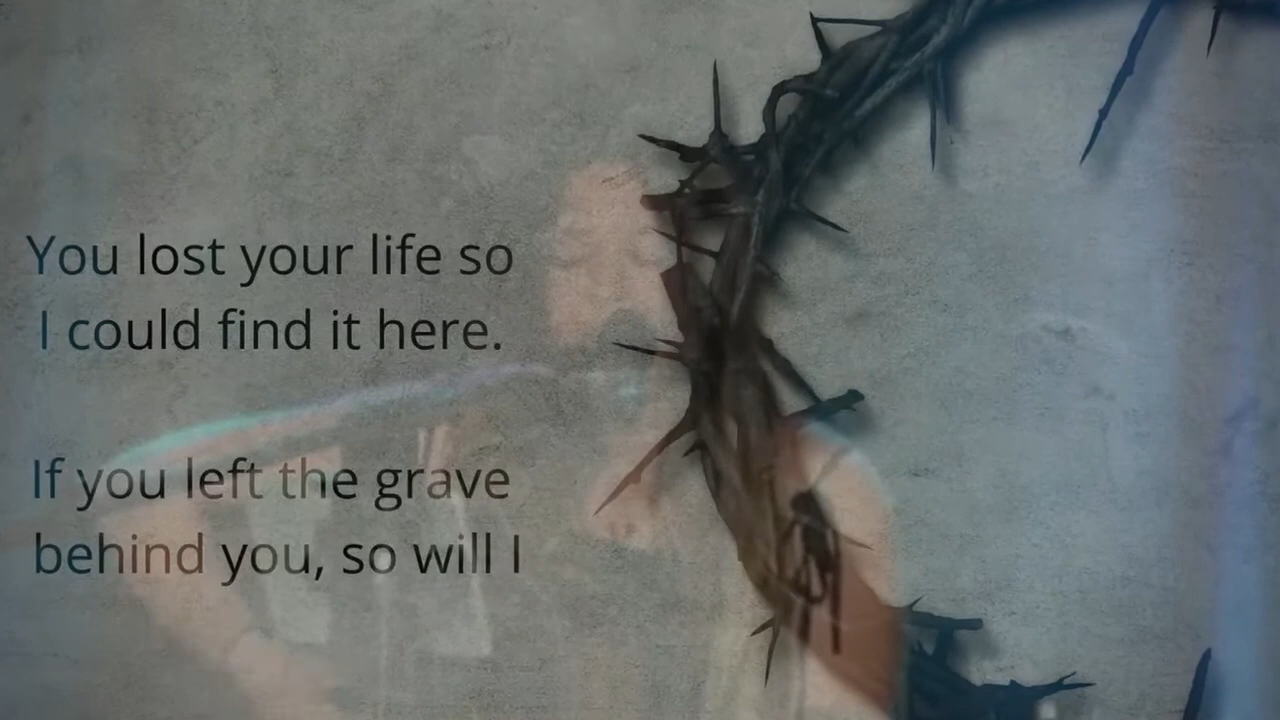 You lost your life so
I could find it here.
If you left the grave
behind you, so will I